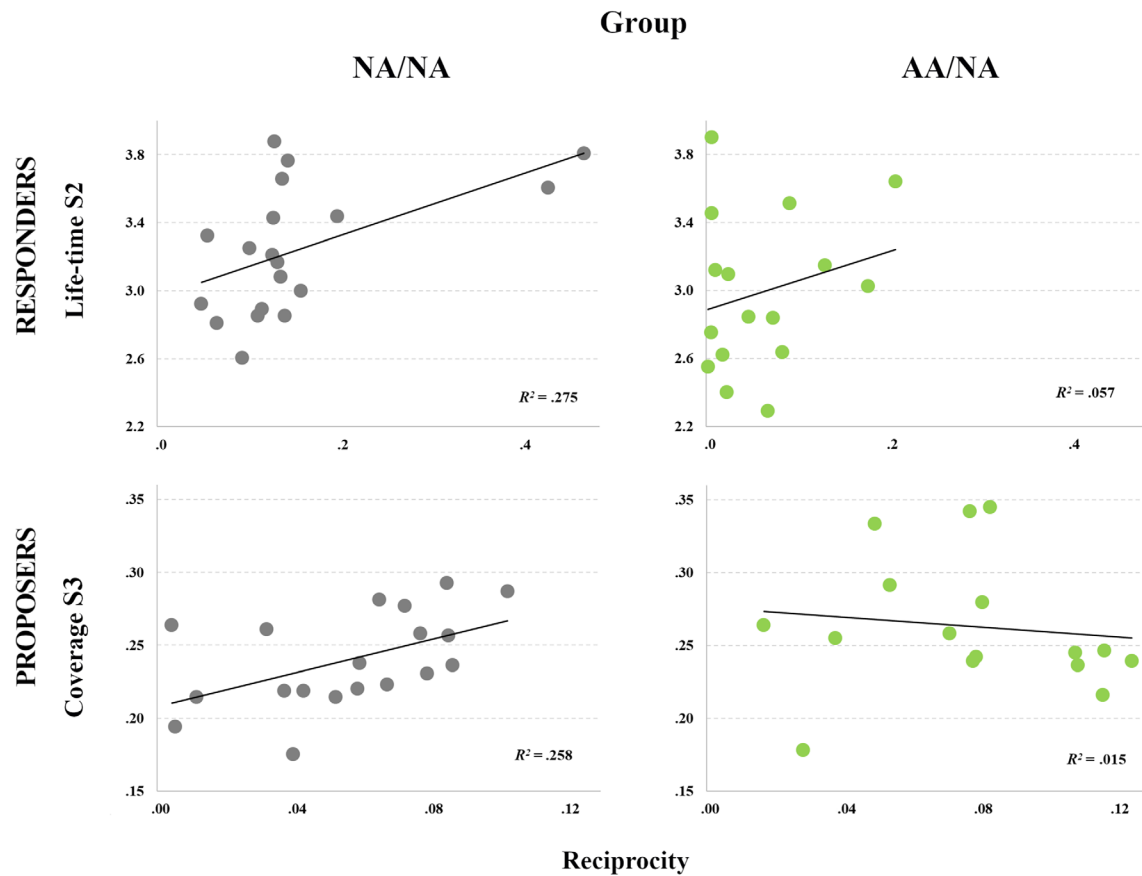 Group
NA/NA
AA/NA
RESPONDERS
Life-time S2
3.8
3.4
3.0
2.6
2.2
.0
.2
.4
R² = .275
3.8
3.4
3.0
2.6
2.2
.0
.2
.4
R² = .057
PROPOSERS
Coverage S3
.35
.30
.25
.20
.15
.00
.04
.08
.12
R² = .258
.35
.30
.25
.20
.15
.00
.04
.08
.12
R² = .015
Reciprocity